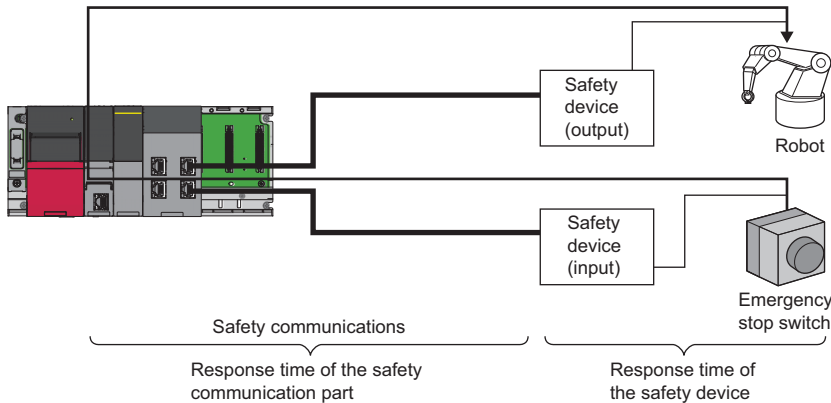 Safety
device
(output)
Robot
Safety
device
(input)
Emergency
stop switch
Safety communications
Response time of the safety
communication part
Response time of
the safety device